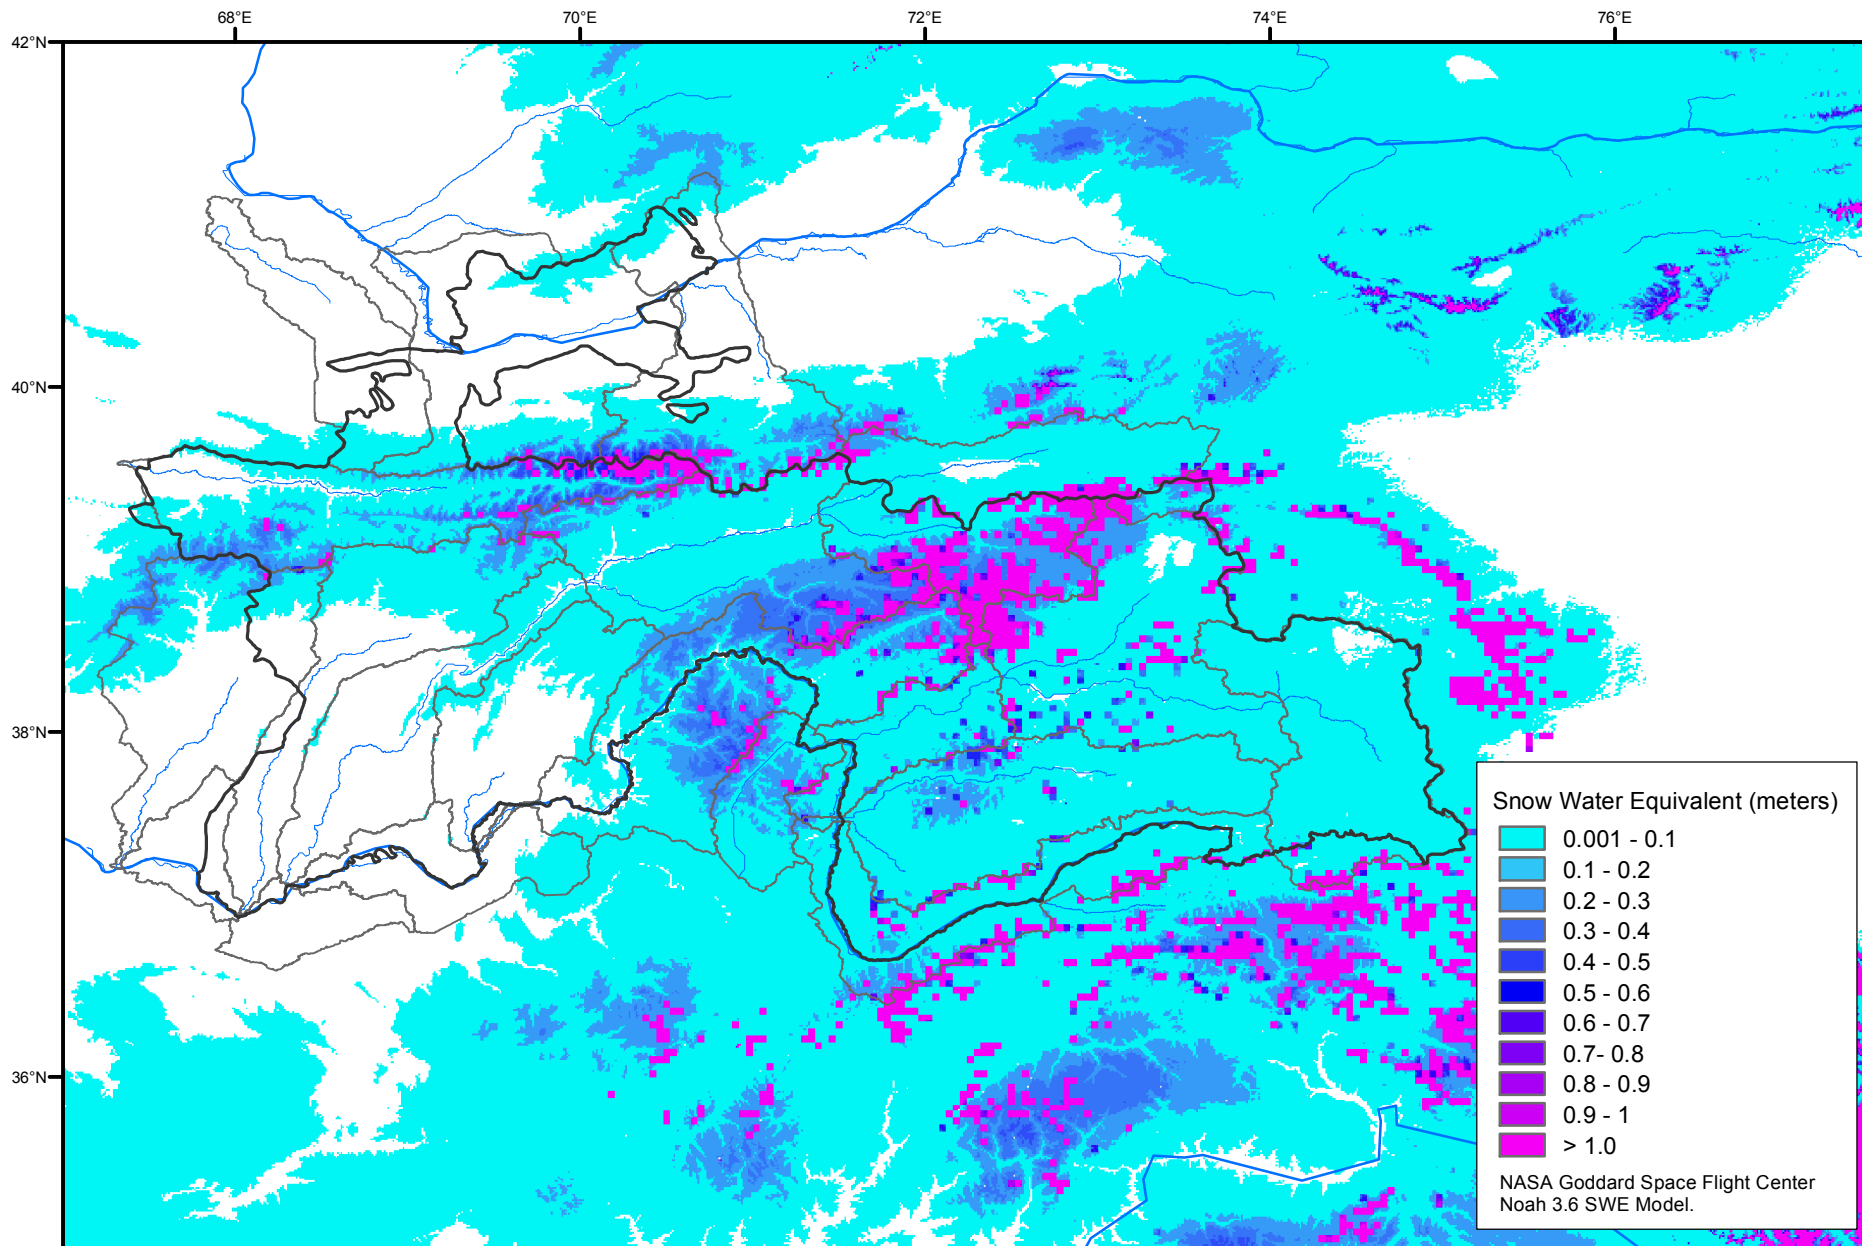 68°E
70°E
72°E
74°E
76°E
42°N
40°N
38°N
36°N
Snow Water Equivalent (meters)
0.001 - 0.1
0.1 - 0.2
0.2 - 0.3
0.3 - 0.4
0.4 - 0.5
0.5 - 0.6
0.6 - 0.7
0.7- 0.8
0.8 - 0.9
0.9 - 1
> 1.0
NASA Goddard Space Flight Center
Noah 3.6 SWE Model.